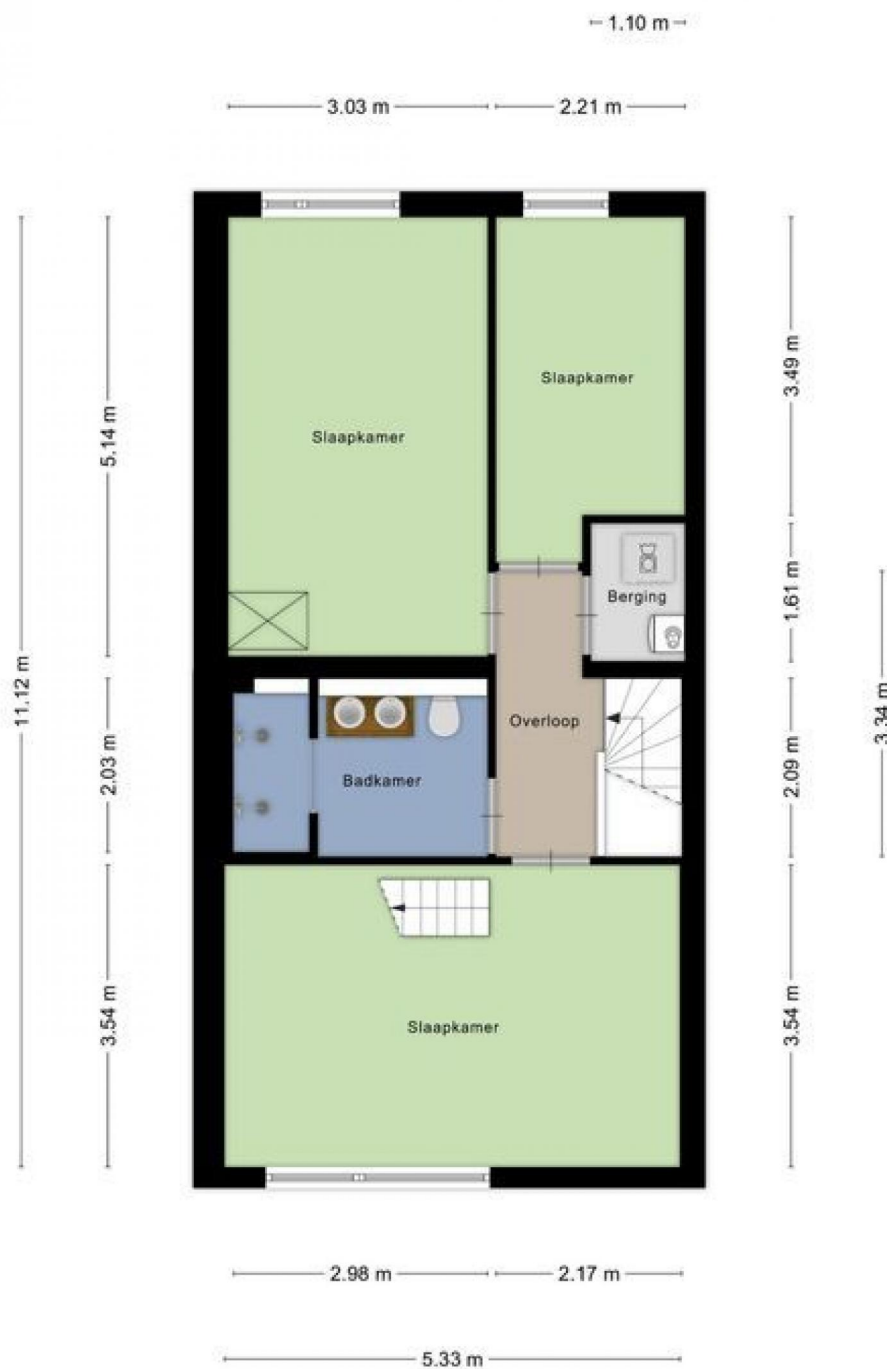 1.10 m
3.03 m
2.21 m
3.49 m
Slaapkamer
5.14 m
Slaapkamer
1.61 m
Berging
11.12 m
3.34 m
Overloop
2.03 m
Badkamer
2.09 m
3.54 m
Slaapkamer
3.54 m
2.98 m
2.17 m
5.33 m